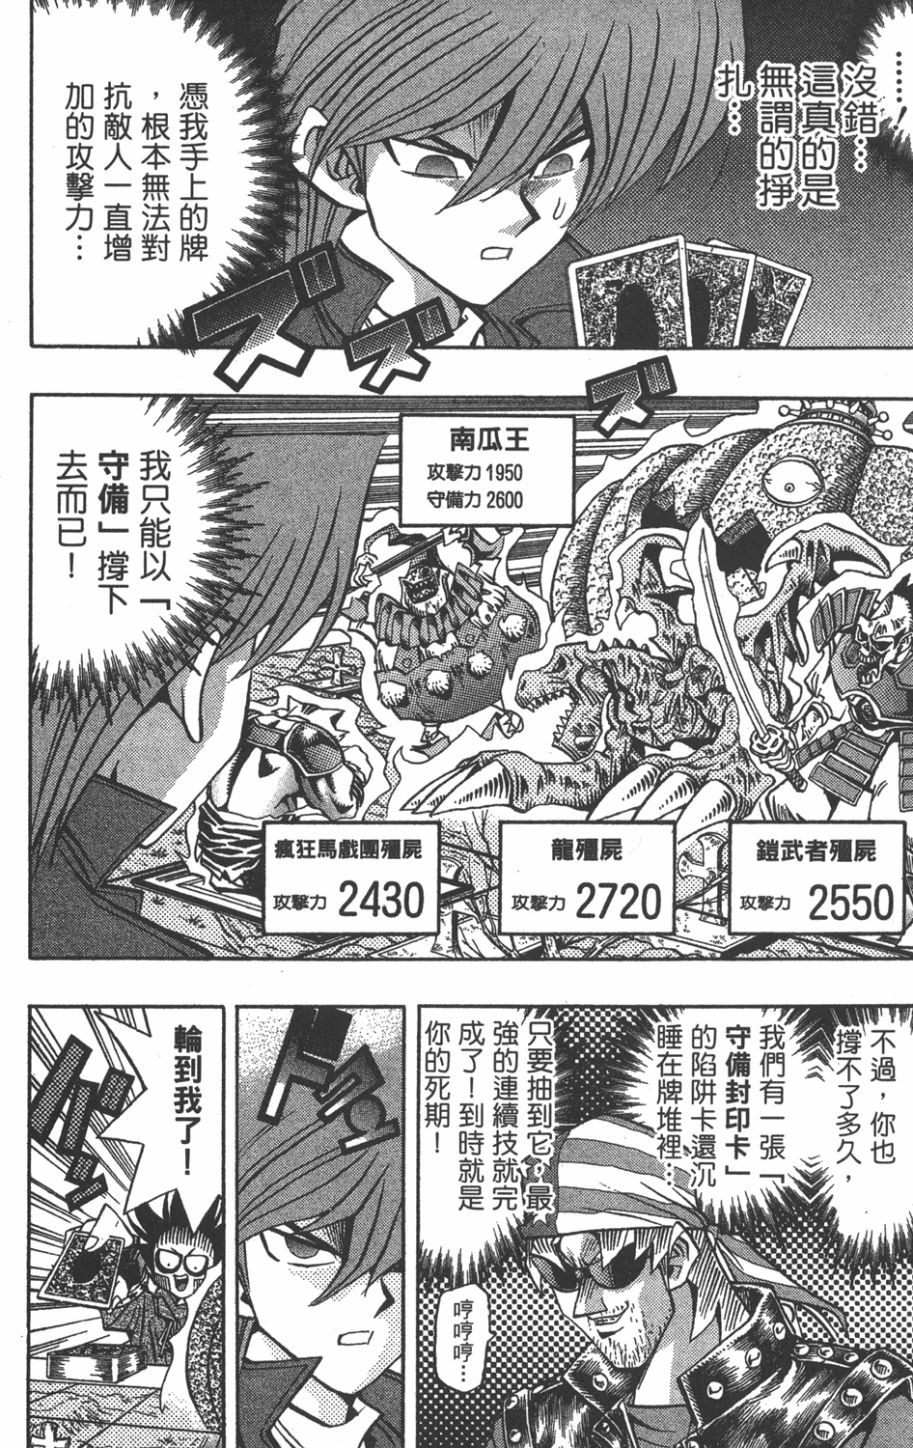 ……！
沒錯…
這真的是
無謂的掙
扎…
憑我手上的牌
，根本無法對
抗敵人一直增
加的攻擊力…
ズ
ズ
ズ
南瓜王
攻擊力 1950
守備力 2600
我只能以「
守備」撐下
去而已！
鎧武者殭屍
攻擊力 2550
龍殭屍
攻擊力 2720
瘋狂馬戲團殭屍
攻擊力 2430
不過，你也
撐不了多久，
我們有一張「
守備封印卡」
的陷阱卡還沉
睡在牌堆裡…
只要抽到它，最
強的連續技就完
成了！到時就是
你的死期！
哼哼哼…
ドクン
輪到我了！